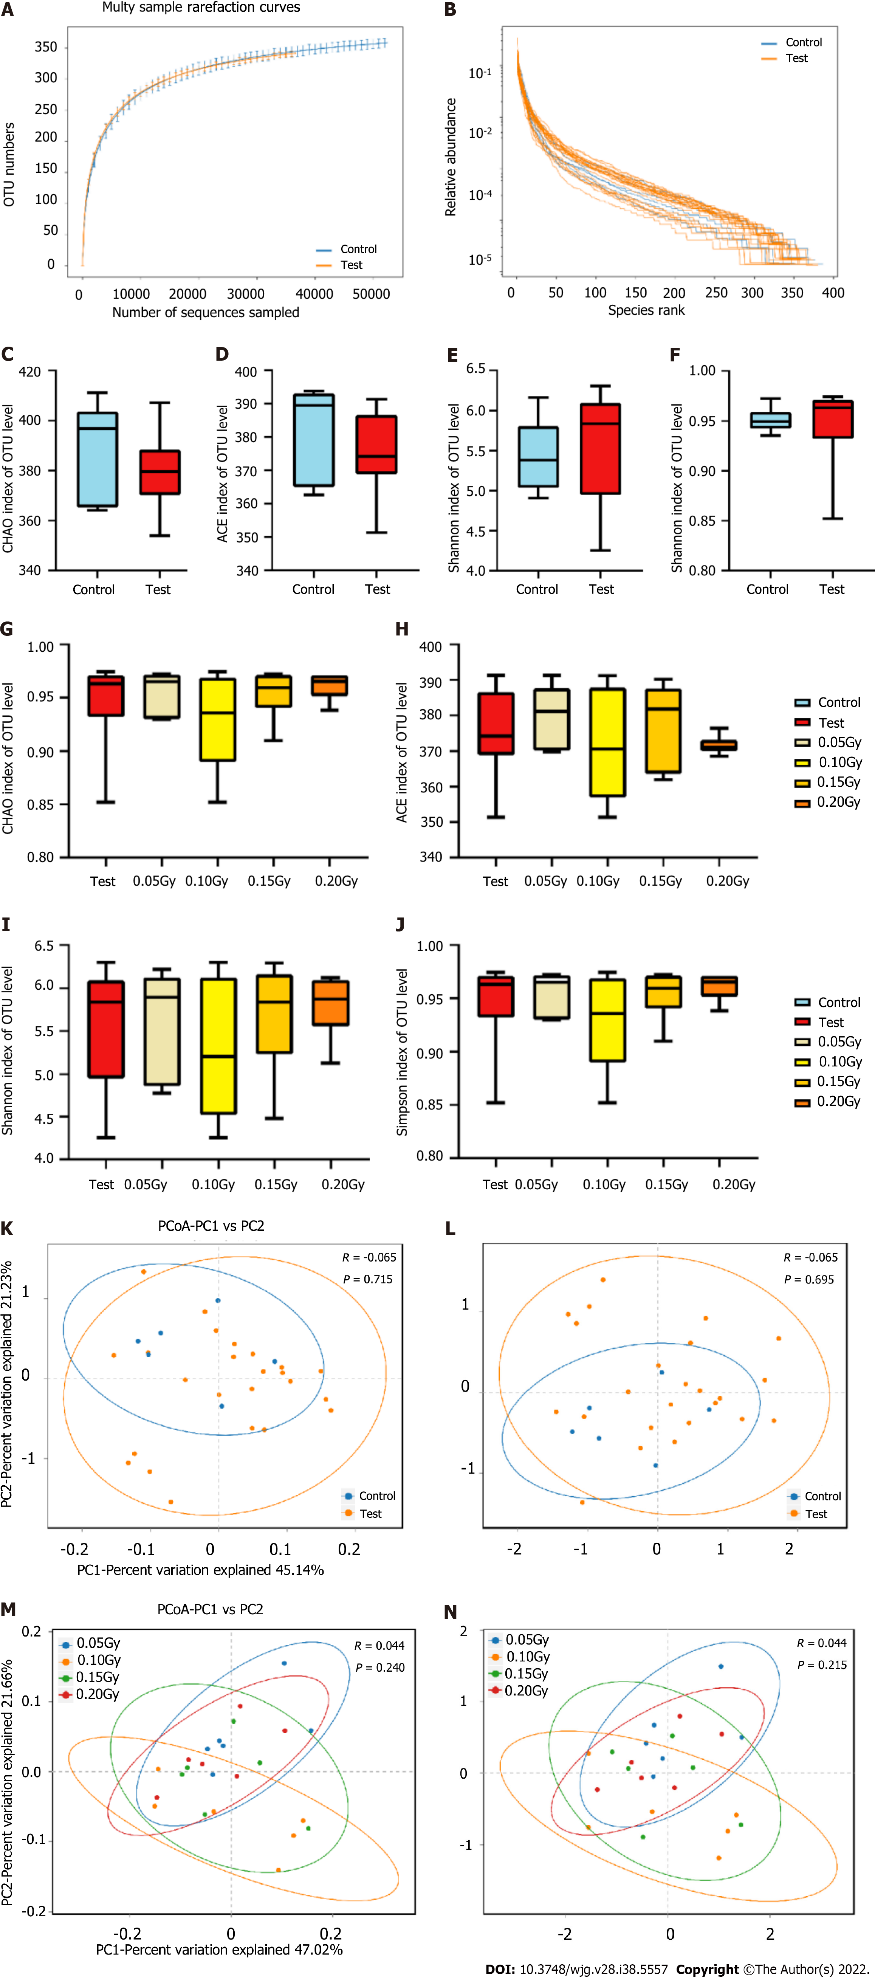 A
Multy sample rarefaction curves
OTU numbers
350
300
250
200
150
100
50
0
Control
Test
0 10000 20000 30000 40000 50000
Number of sequences sampled
B
Relative abundance
10-1
10-2
10-4
10-5
Control
Test
0 50 100 150 200 250 300 350 400
Species rank
C
CHAO index of OTU level
420
400
380
360
340
Control Test
D
ACE index of OTU level
400
390
380
370
360
350
340
Control Test
E
Shannon index of OTU level
6.5
6.0
5.5
5.0
4.5
4.0
Control Test
F
Shannon index of OTU level
1.00
0.95
0.90
0.85
0.80
Control Test
G
CHAO index of OTU level
1.00
0.95
0.90
0.85
0.80
Test 0.05Gy 0.10Gy 0.15Gy 0.20Gy
H
ACE index of OTU level
400
390
380
370
360
350
340
Test 0.05Gy 0.10Gy 0.15Gy 0.20Gy
Control
Test
0.05Gy
0.10Gy
0.15Gy
0.20Gy
I
Shannon index of OTU level
6.5
6.0
5.5
5.0
4.5
4.0
Test 0.05Gy 0.10Gy 0.15Gy 0.20Gy
J
Simpson index of OTU level
1.00
0.95
0.90
0.85
0.80
Test 0.05Gy 0.10Gy 0.15Gy 0.20Gy
Control
Test
0.05Gy
0.10Gy
0.15Gy
0.20Gy
K
PCoA-PC1 vs PC2
PC2-Percent variation explained 21.23%
R = -0.065
P = 0.715
1
0
-1
Control
Test
-0.2 -0.1 0 0.1 0.2
PC1-Percent variation explained 45.14%
L
R = -0.065
P = 0.695
1
0
-1
Control
Test
-2 -1 0 1 2
M
PCoA-PC1 vs PC2
PC2-Percent variation explained 21.66%
0.2
0.1
0.0
-0.1
-0.2
0.05Gy
0.10Gy
0.15Gy
0.20Gy
R = 0.044
P = 0.240
-0.2 0 0.2
PC1-Percent variation explained 47.02%
N
2
1
0
-1
0.05Gy
0.10Gy
0.15Gy
0.20Gy
R = 0.044
P = 0.215
-2 0 2
DOI: 10.3748/wjg.v28.i38.5557 Copyright ©The Author(s) 2022.